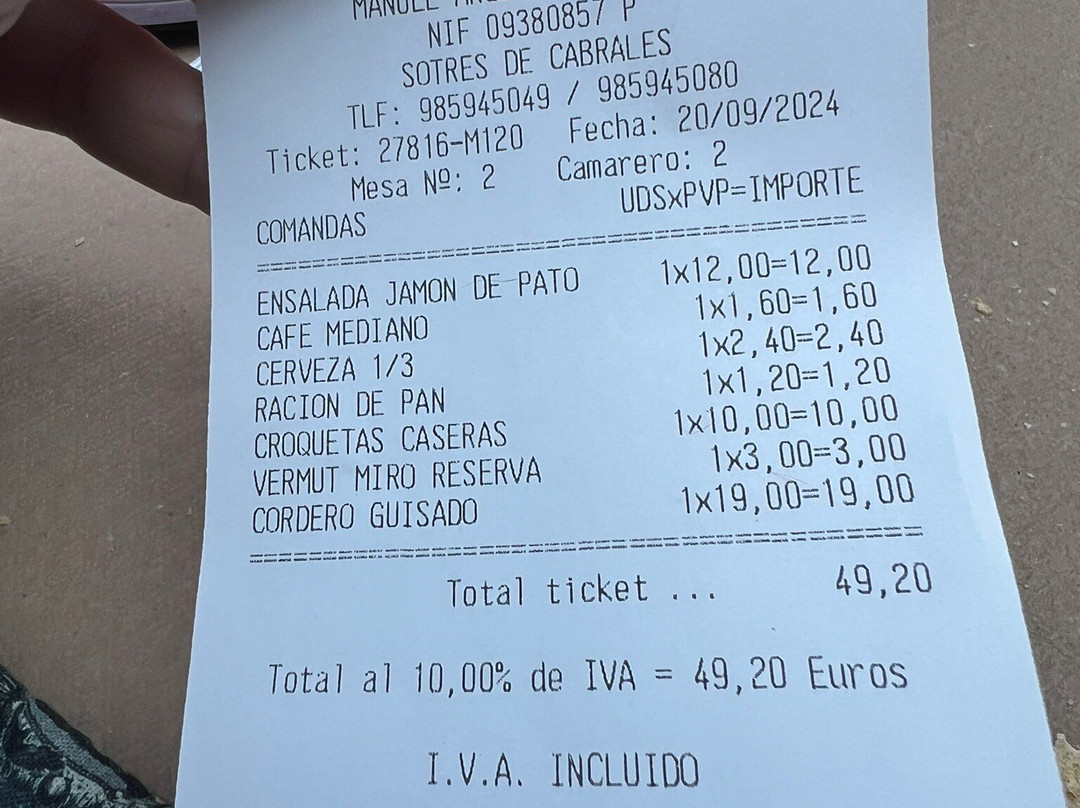 NIF 09380857 P
SOTRES DE CABRALES
TLF: 985945049 / 985945080
Ticket: 27816-M120 Fecha: 20/09/2024
Mesa Nº: 2 Camarero: 2
COMANDAS UDSxPVP=IMPORTE
ENSALADA JAMON DE PATO 1x12,00=12,00
CAFE MEDIANO 1x1,60=1,60
CERVEZA 1/3 1x2,40=2,40
RACION DE PAN 1x1,20=1,20
CROQUETAS CASERAS 1x10,00=10,00
VERMUT MIRO RESERVA 1x3,00=3,00
CORDERO GUISADO 1x19,00=19,00
Total ticket ... 49,20
Total al 10,00% de IVA = 49,20 Euros
I.V.A. INCLUIDO